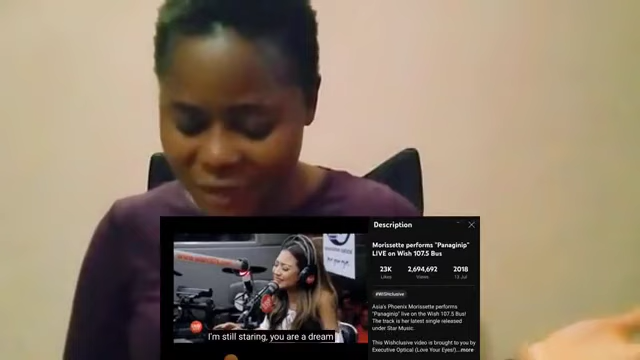 Description
Morissette performs "Panaginip"
LIVE on Wish 107.5 Bus
23K 2,694,692 2018
Likes Views 12 Jul
#WISHclusive
Asia's Phoenix Morissette performs
"Panaginip" live on the Wish 107.5 Bus!
The track is her latest single released
under Star Music.
This Wishclusive video is brought to you by
Executive Optical (Love Your Eyes!)...more
I'm still staring, you are a dream